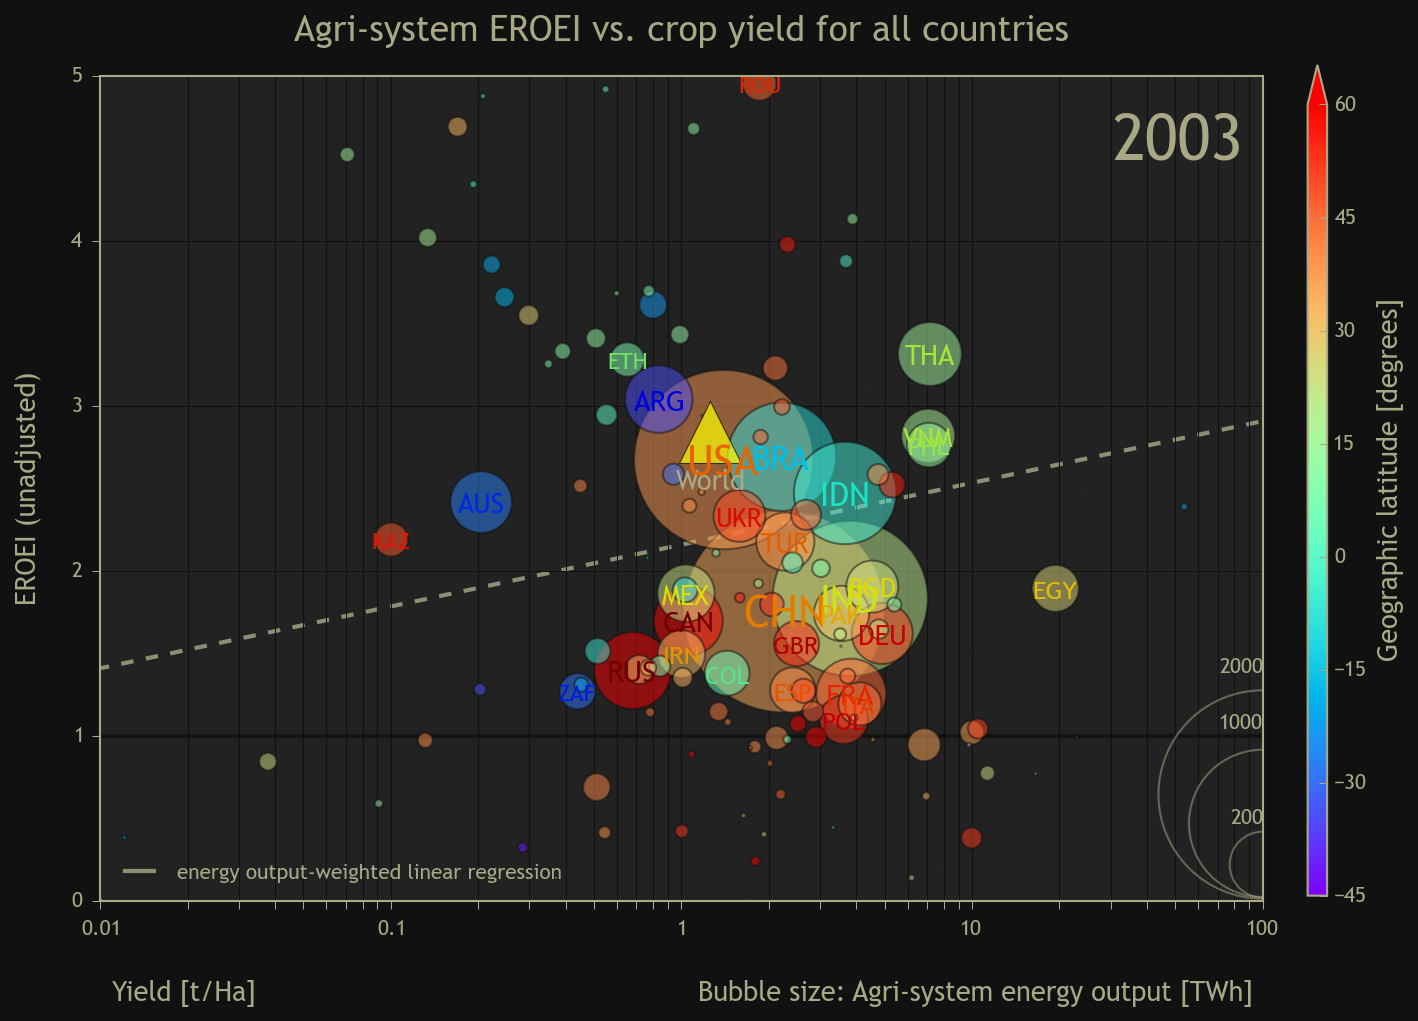 Agri-system EROEI vs. crop yield for all countries
2003
5
4
3
2
1
0
EROEI (unadjusted)
ROU
THA
ETH
ARG
VNM
PHL
USA
BRA
World
IDN
AUS
UKR
KAZ
TUR
MEX
BGD
EGY
IND
CHN
PAK
CAN
DEU
GBR
IRN
RUS
COL
ZAF
ESP
FRA
ITA
POL
2000
1000
200
energy output-weighted linear regression
0.01
0.1
1
10
100
Yield [t/Ha]
Bubble size: Agri-system energy output [TWh]
60
45
30
15
0
−15
−30
−45
Geographic latitude [degrees]